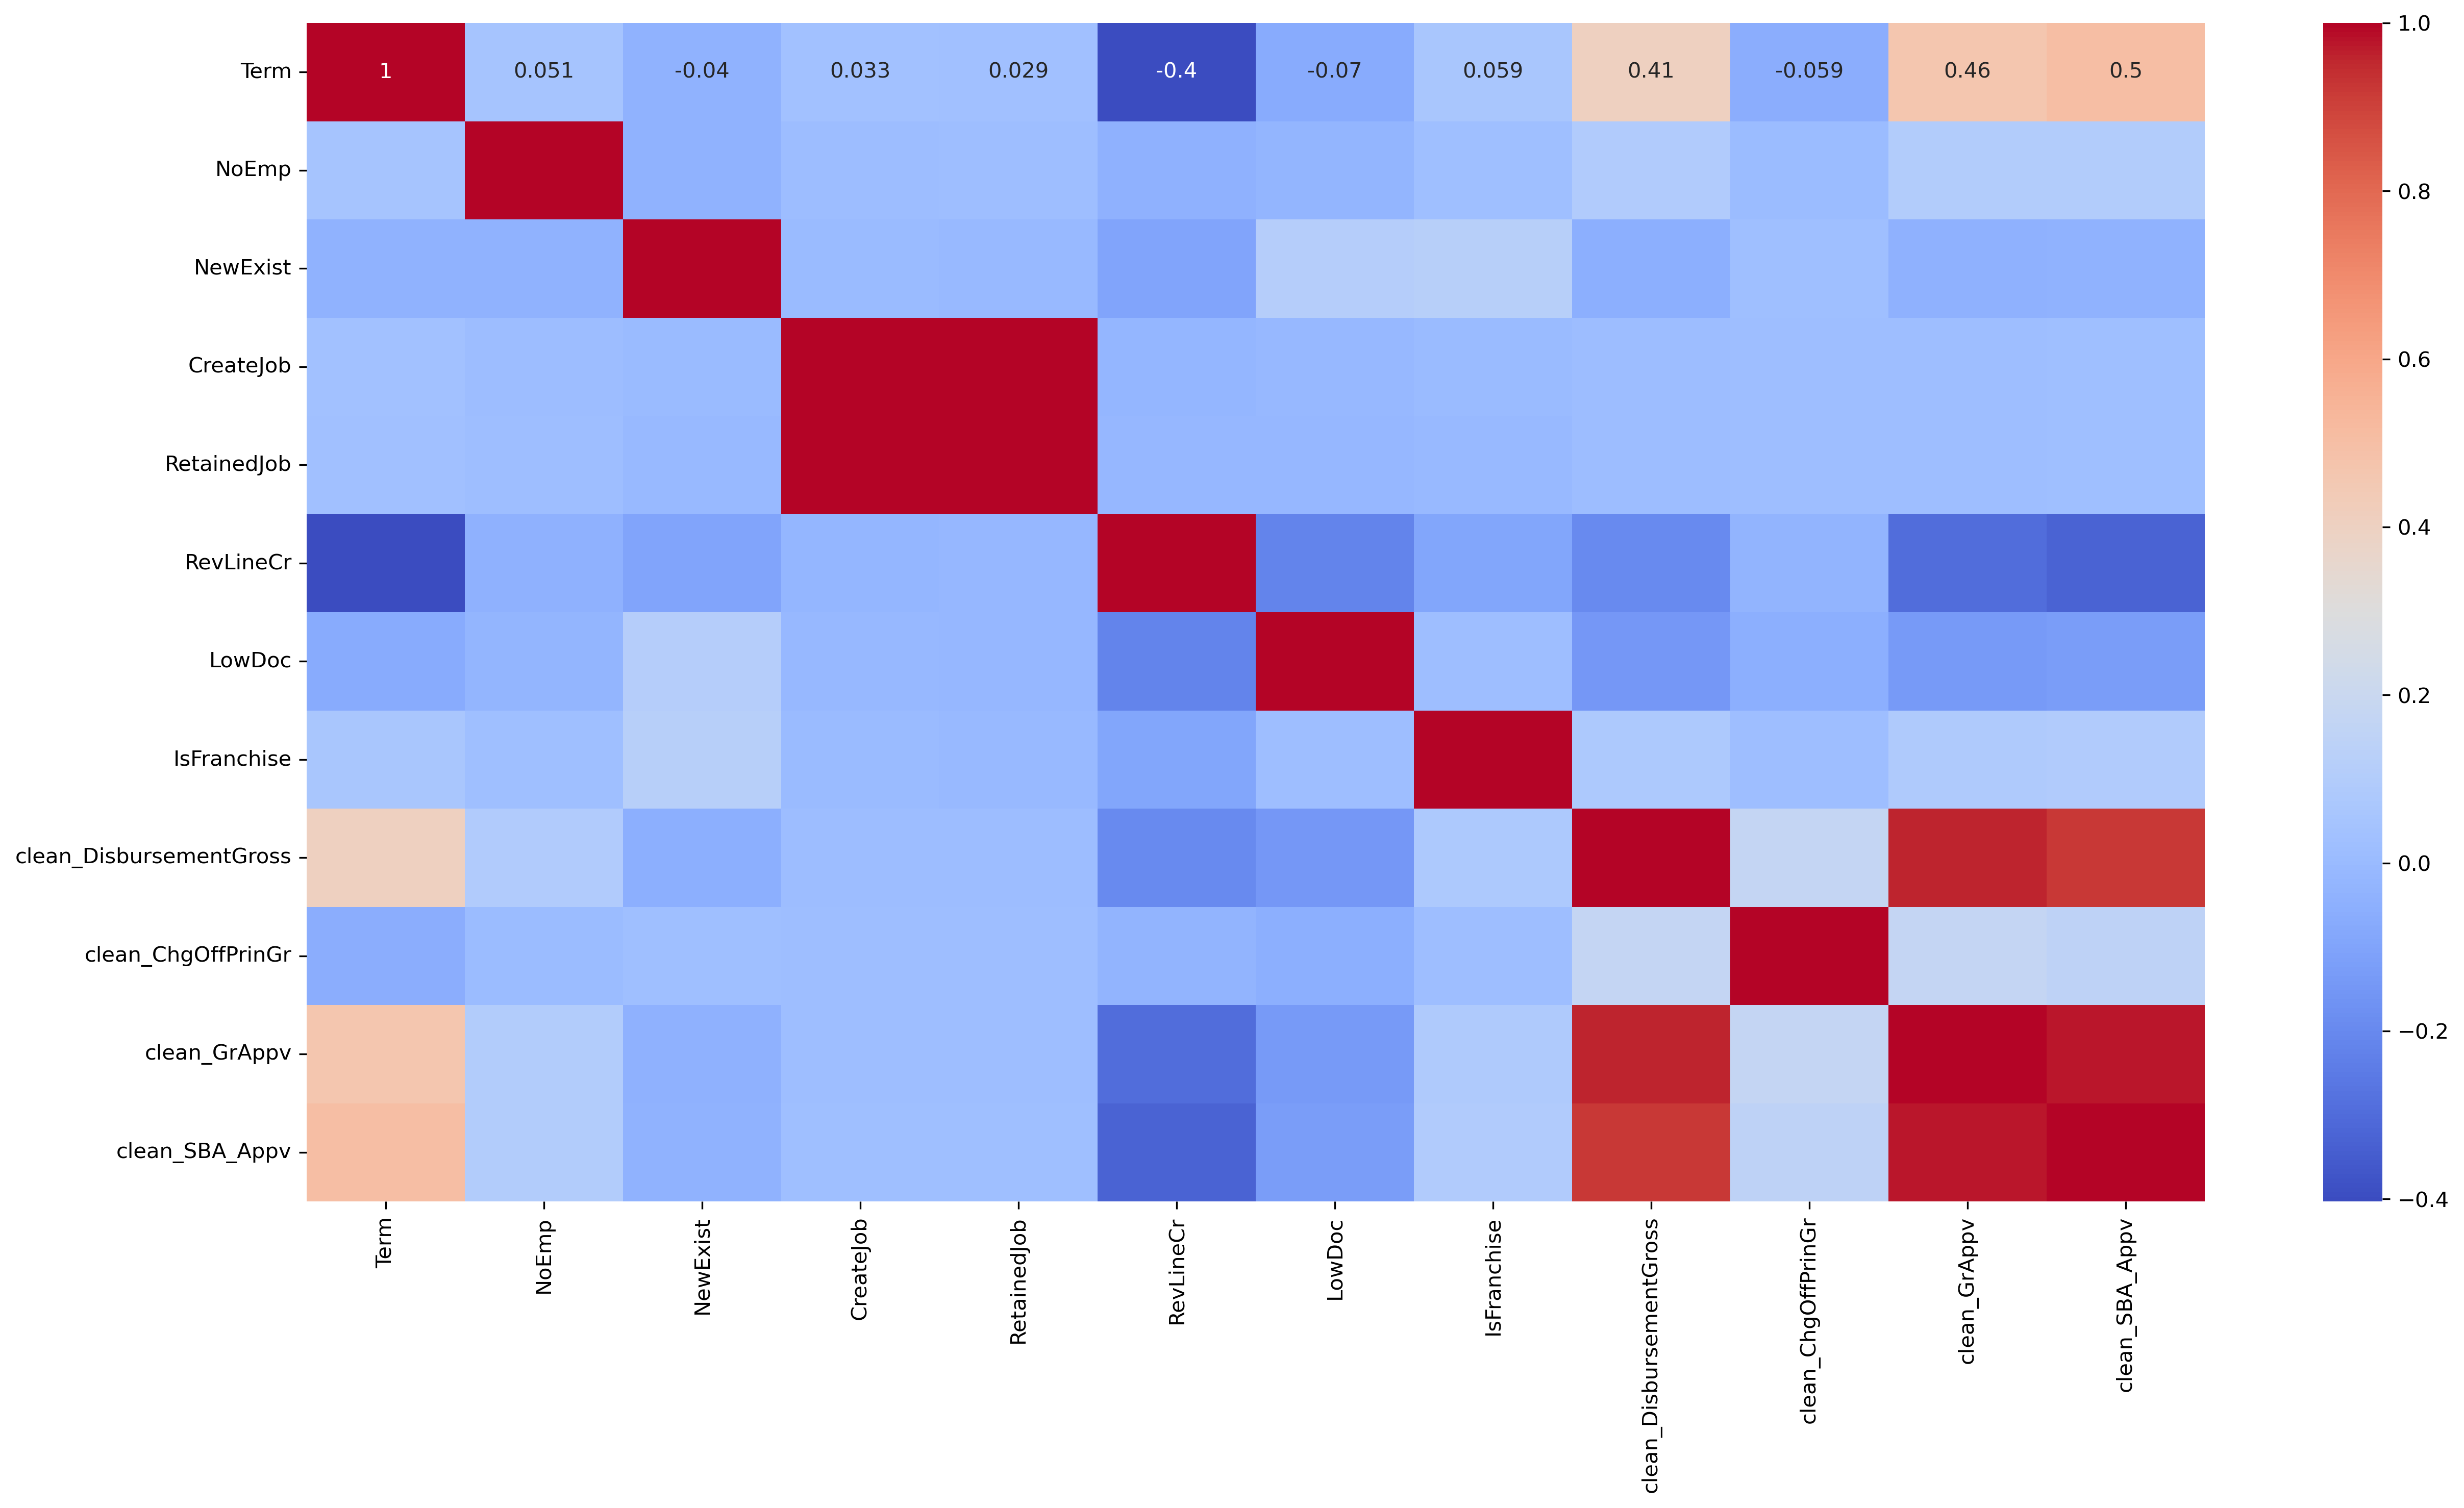 Term 1 0.051 -0.04 0.033 0.029 -0.4 -0.07 0.059 0.41 -0.059 0.46 0.5
NoEmp
NewExist
CreateJob
RetainedJob
RevLineCr
LowDoc
IsFranchise
clean_DisbursementGross
clean_ChgOffPrinGr
clean_GrAppv
clean_SBA_Appv
Term
NoEmp
NewExist
CreateJob
RetainedJob
RevLineCr
LowDoc
IsFranchise
clean_DisbursementGross
clean_ChgOffPrinGr
clean_GrAppv
clean_SBA_Appv
1.0
0.8
0.6
0.4
0.2
0.0
−0.2
−0.4